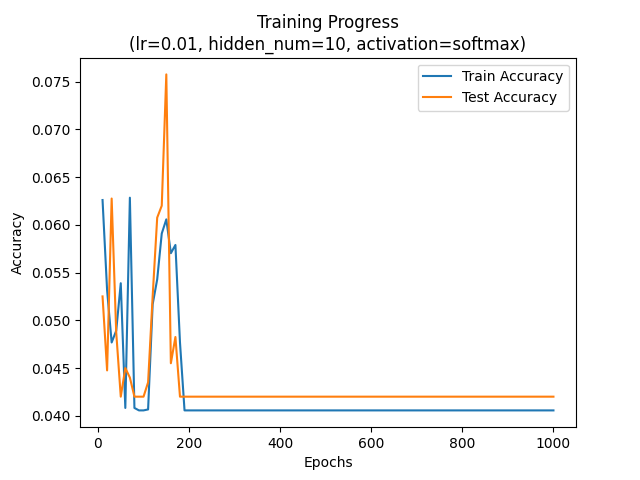 Training Progress
(lr=0.01, hidden_num=10, activation=softmax)
Train Accuracy
Test Accuracy
0.075
0.070
0.065
0.060
0.055
0.050
0.045
0.040
Accuracy
0
200
400
600
800
1000
Epochs